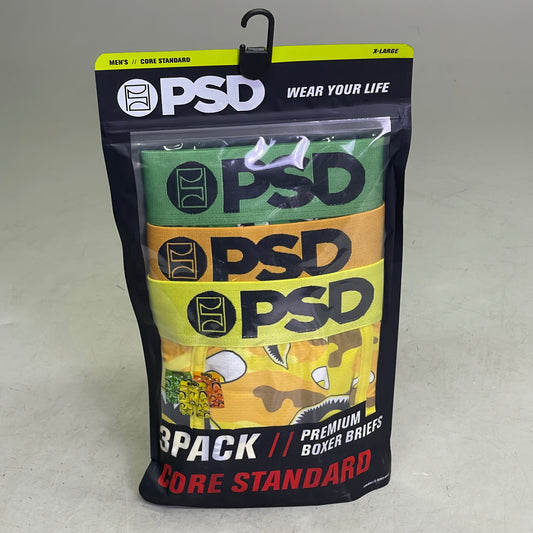 MEN'S // CORE STANDARD
X-LARGE
PSD
WEAR YOUR LIFE
PSD
PSD
PSD
3PACK // PREMIUM
BOXER BRIEFS
CORE STANDARD